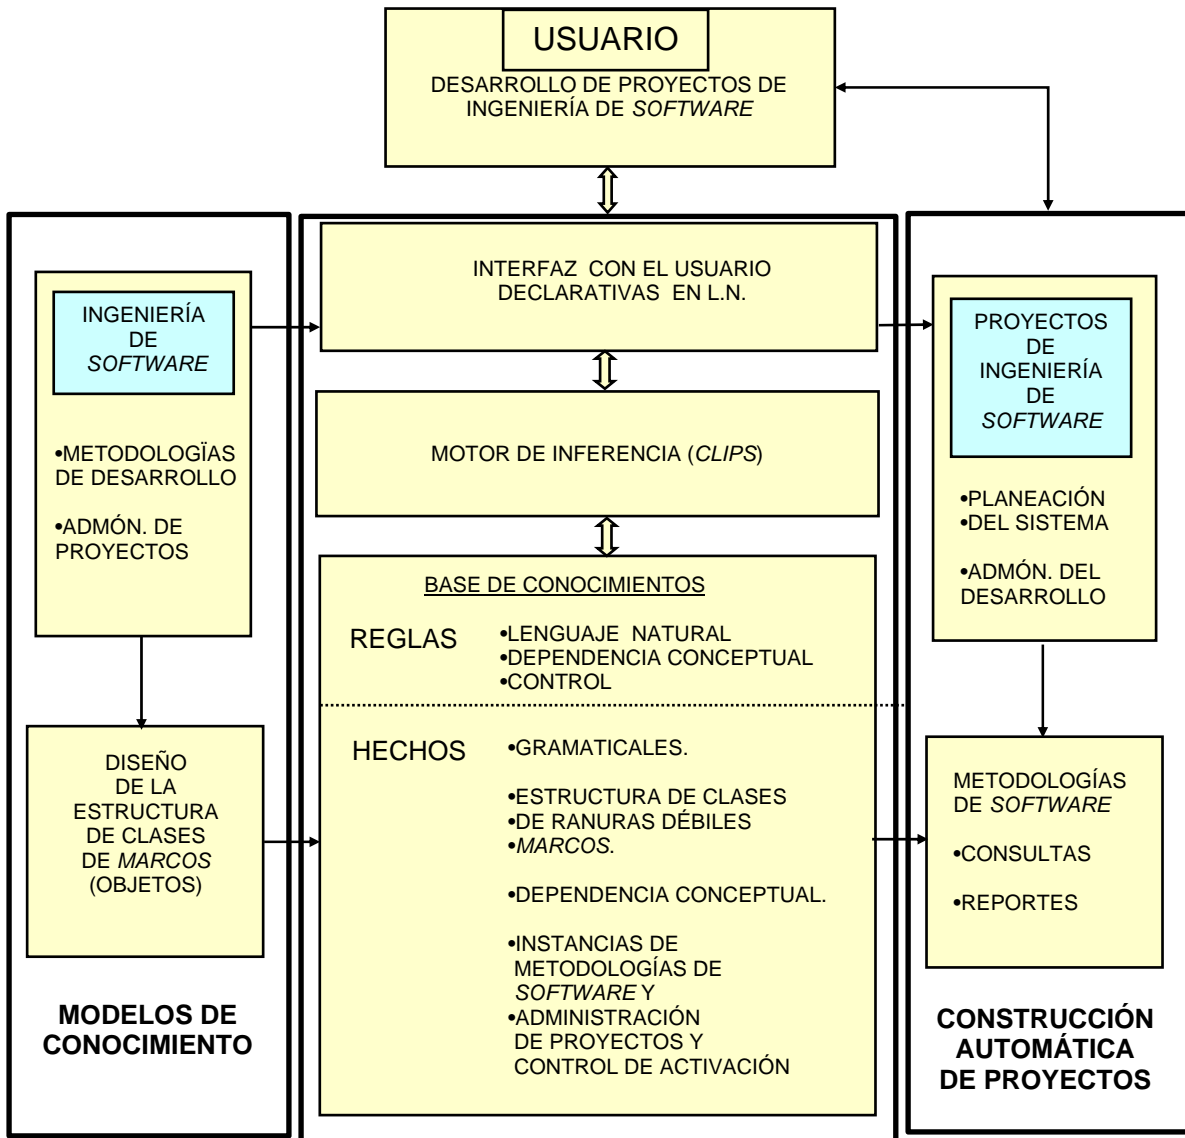 USUARIO
DESARROLLO DE PROYECTOS DE
INGENIERÍA DE SOFTWARE
INGENIERÍA
DE
SOFTWARE
•METODOLOGÏAS
DE DESARROLLO
•ADMÓN. DE
PROYECTOS
DISEÑO
DE LA
ESTRUCTURA
DE CLASES
DE MARCOS
(OBJETOS)
MODELOS DE
CONOCIMIENTO
INTERFAZ CON EL USUARIO
DECLARATIVAS EN L.N.
MOTOR DE INFERENCIA (CLIPS)
BASE DE CONOCIMIENTOS
REGLAS
•LENGUAJE NATURAL
•DEPENDENCIA CONCEPTUAL
•CONTROL
HECHOS
•GRAMATICALES.
•ESTRUCTURA DE CLASES
•DE RANURAS DÉBILES
•MARCOS.
•DEPENDENCIA CONCEPTUAL.
•INSTANCIAS DE
METODOLOGÍAS DE
SOFTWARE Y
•ADMINISTRACIÓN
DE PROYECTOS Y
CONTROL DE ACTIVACIÓN
PROYECTOS
DE
INGENIERÍA
DE
SOFTWARE
•PLANEACIÓN
•DEL SISTEMA
•ADMÓN. DEL
DESARROLLO
METODOLOGÍAS
DE SOFTWARE
•CONSULTAS
•REPORTES
CONSTRUCCIÓN
AUTOMÁTICA
DE PROYECTOS